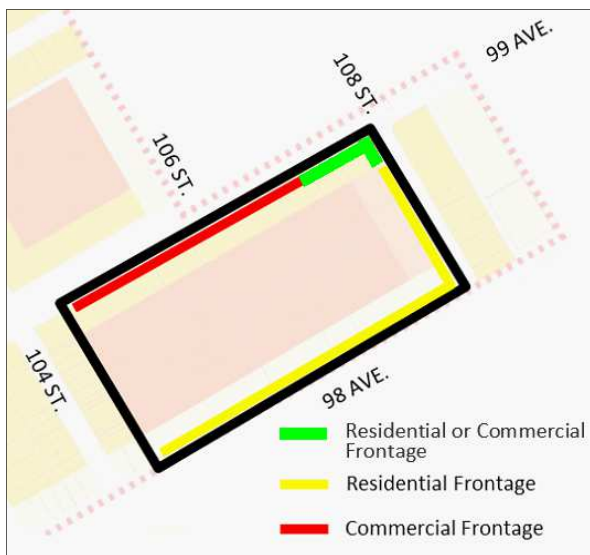 99 AVE.
108 ST.
106 ST.
104 ST.
98 AVE.
Residential or Commercial
Frontage
Residential Frontage
Commercial Frontage